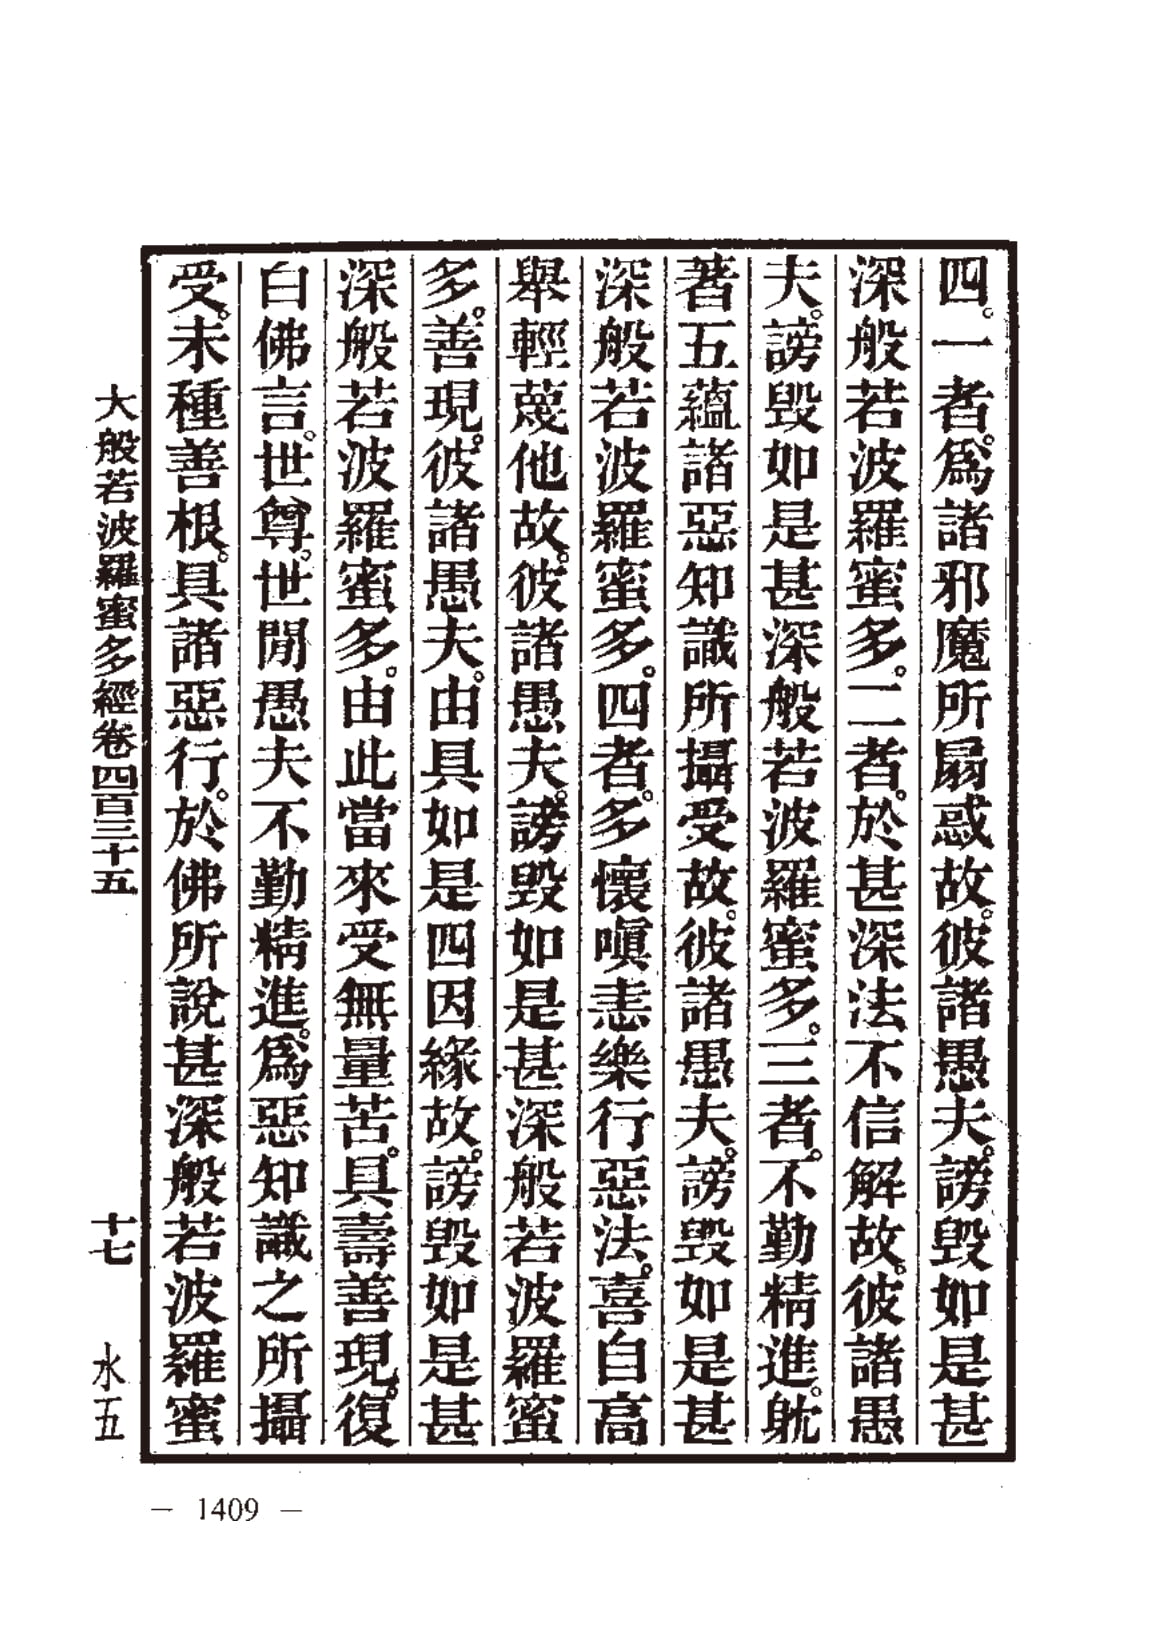 四。一者。爲諸邪魔所扇惑故。彼諸愚夫。謗毀如是甚
深般若波羅蜜多。二者。於甚深法不信解故。彼諸愚
夫。謗毀如是甚深般若波羅蜜多。三者。不勤精進。躭
著五蘊諸惡知識所攝受故。彼諸愚夫。謗毀如是甚
深般若波羅蜜多。四者。多懷嗔恚樂行惡法。喜自高
舉輕蔑他故。彼諸愚夫。謗毀如是甚深般若波羅蜜
多。善現。彼諸愚夫。由具如是四因緣故。謗毀如是甚
深般若波羅蜜多。由此當來受無量苦。具壽善現。復
白佛言。世尊。世閒愚夫不勤精進。爲惡知識之所攝
受。未種善根。具諸惡行。於佛所說甚深般若波羅蜜
大般若波羅蜜多經卷四百三十五 十七 水五
— 1409 —